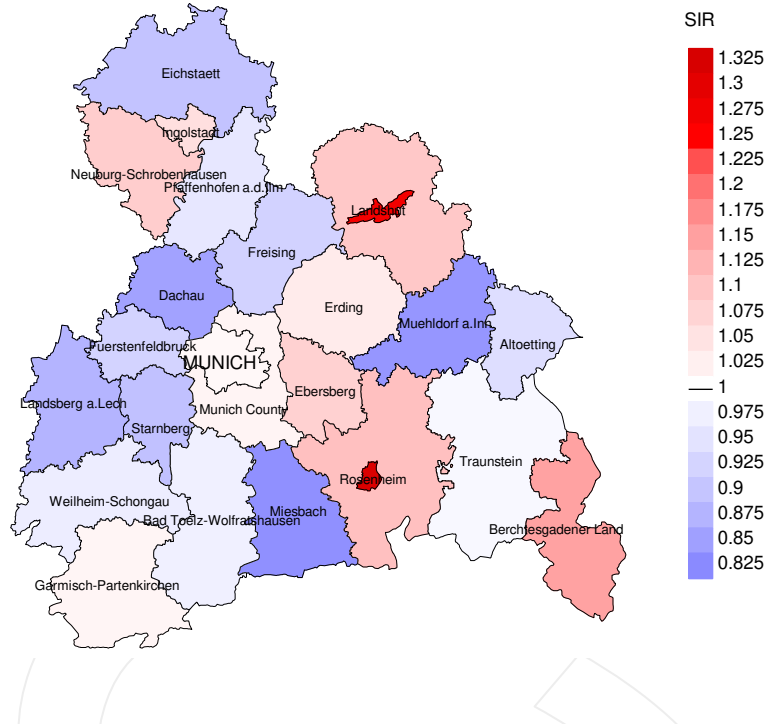 SIR
Eichstaett
Ingolstadt
Neuburg-Schrobenhausen
Pfaffenhofen a.d.Ilm
Landshut
Freising
Dachau
Erding
Muehldorf a.Inn
Altoetting
Fuerstenfeldbruck
MUNICH
Ebersberg
Landsberg a.Lech
Munich County
Starnberg
Traunstein
Rosenheim
Weilheim-Schongau
Miesbach
Bad Toelz-Wolfratshausen
Berchtesgadener Land
Garmisch-Partenkirchen
1.325
1.3
1.275
1.25
1.225
1.2
1.175
1.15
1.125
1.1
1.075
1.05
1.025
1
0.975
0.95
0.925
0.9
0.875
0.85
0.825